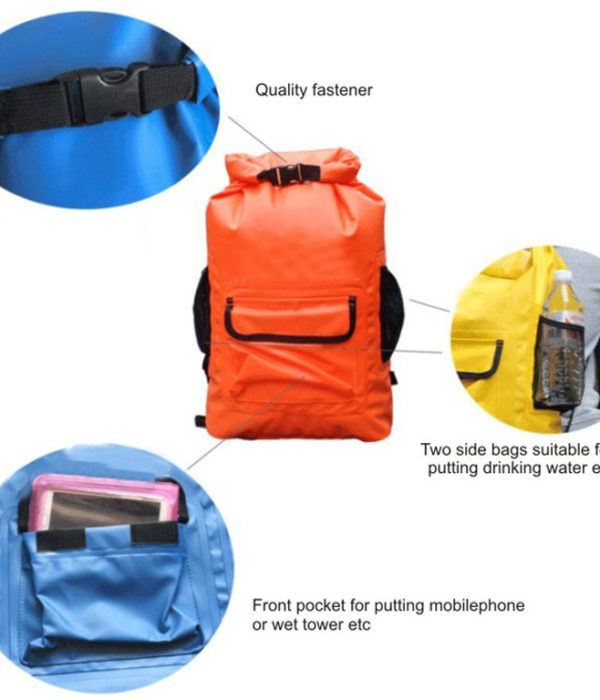 Quality fastener
Two side bags suitable f
putting drinking water e
Front pocket for putting mobilephone
or wet tower etc